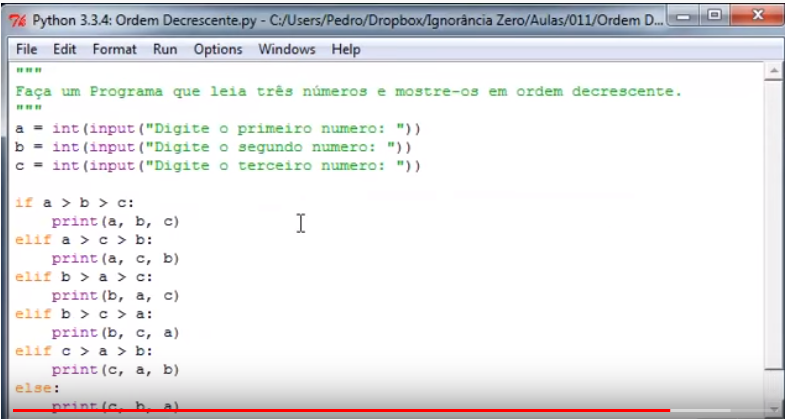 Python 3.3.4: Ordem Decrescente.py - C:/Users/Pedro/Dropbox/Ignorância Zero/Aulas/011/Ordem D...
File Edit Format Run Options Windows Help
"""
Faça um Programa que leia três números e mostre-os em ordem decrescente.
"""
a = int(input("Digite o primeiro numero: "))
b = int(input("Digite o segundo numero: "))
c = int(input("Digite o terceiro numero: "))
if a > b > c:
    print(a, b, c)
elif a > c > b:
    print(a, c, b)
elif b > a > c:
    print(b, a, c)
elif b > c > a:
    print(b, c, a)
elif c > a > b:
    print(c, a, b)
else:
    print(c, b, a)